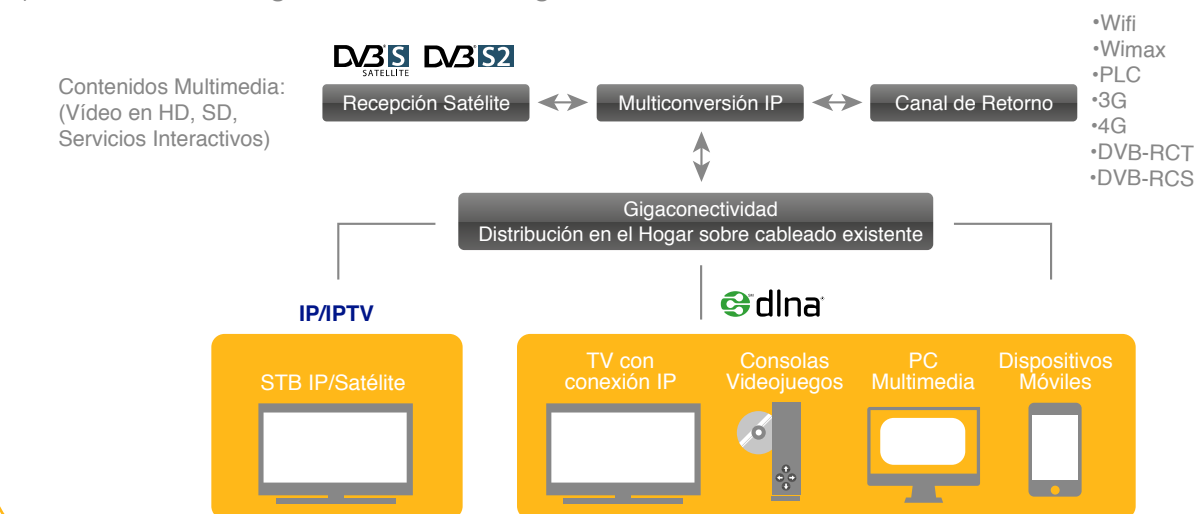 DVB S
SATELLITE
DVB S2
Contenidos Multimedia:
(Vídeo en HD, SD,
Servicios Interactivos)
Recepción Satélite
Multiconversión IP
Canal de Retorno
•Wifi
•Wimax
•PLC
•3G
•4G
•DVB-RCT
•DVB-RCS
Gigaconectividad
Distribución en el Hogar sobre cableado existente
IP/IPTV
dlna
STB IP/Satélite
TV con
conexión IP
Consolas
Videojuegos
PC
Multimedia
Dispositivos
Móviles